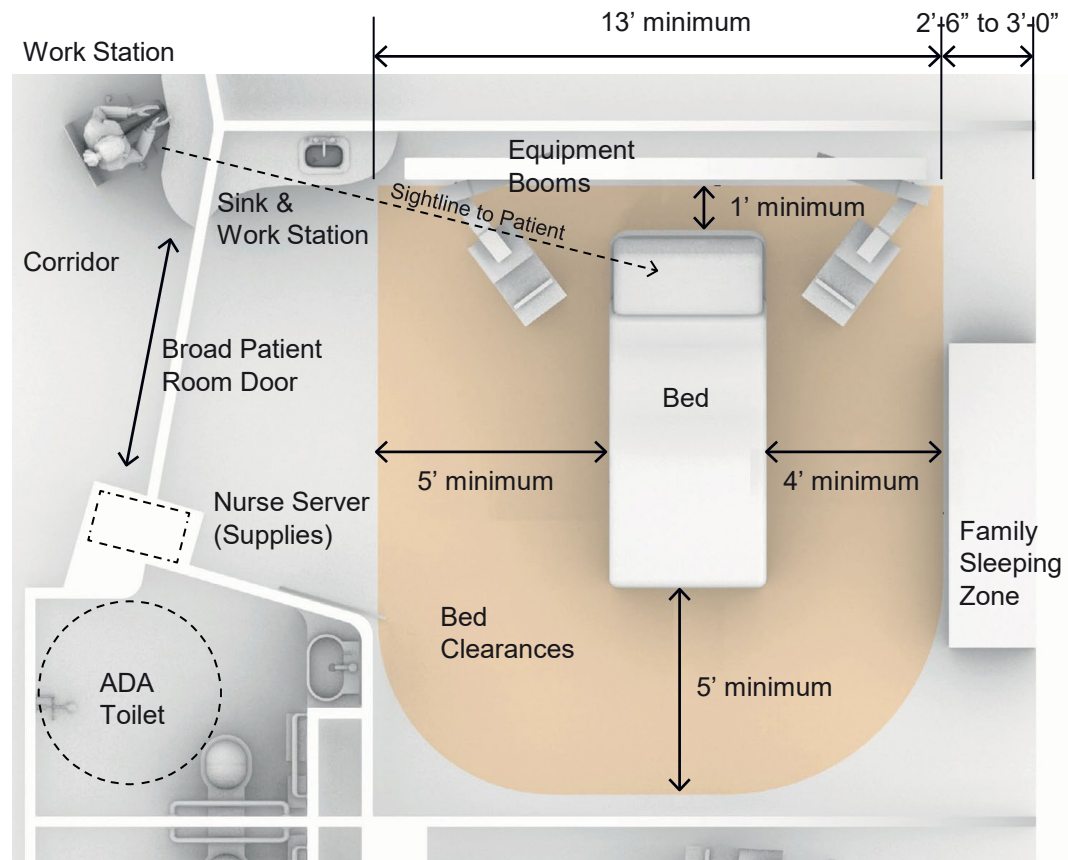 13’ minimum
2’-6” to 3’-0”
Work Station
Equipment
Booms
1’ minimum
Sightline to Patient
Sink &
Work Station
Corridor
Broad Patient
Room Door
Bed
5’ minimum
4’ minimum
Nurse Server
(Supplies)
Family
Sleeping
Zone
Bed
Clearances
ADA
Toilet
5’ minimum